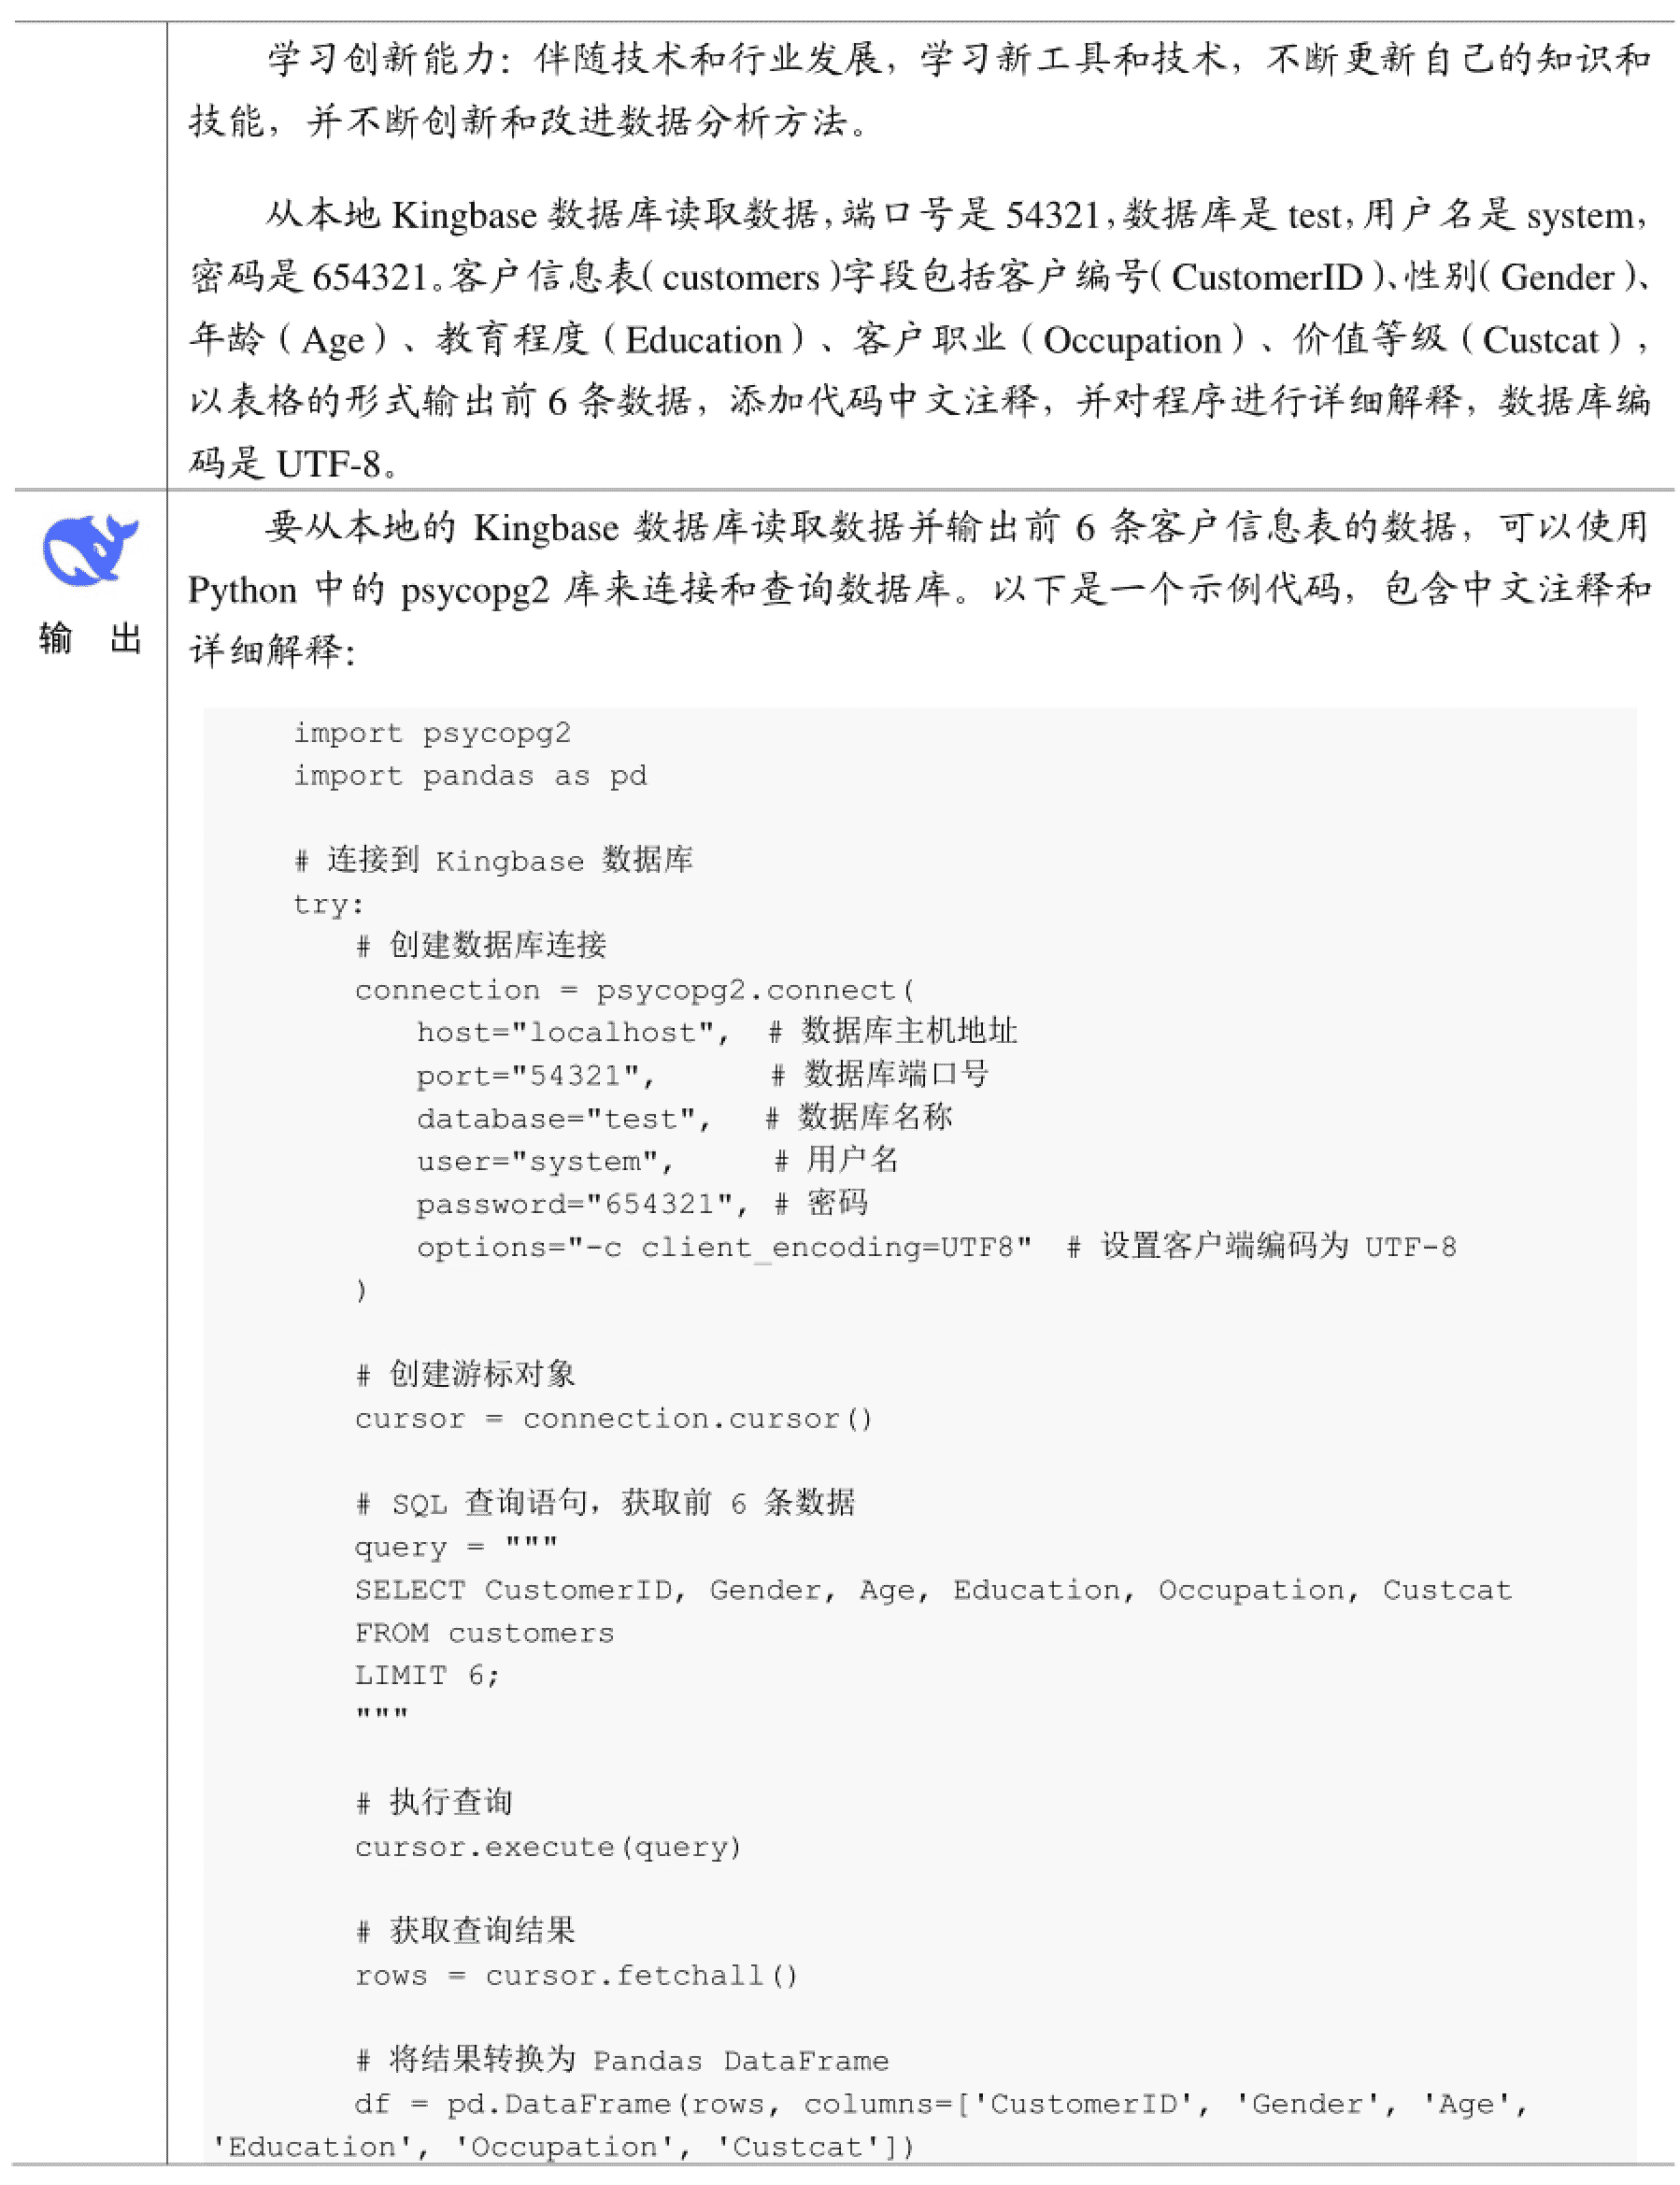 学习创新能力：伴随技术和行业发展，学习新工具和技术，不断更新自己的知识和
技能，并不断创新和改进数据分析方法。
从本地 Kingbase 数据库读取数据，端口号是 54321，数据库是 test，用户名是 system，
密码是 654321。客户信息表（customers）字段包括客户编号（CustomerID）、性别（Gender）、
年龄（Age）、教育程度（Education）、客户职业（Occupation）、价值等级（Custcat），
以表格的形式输出前 6 条数据，添加代码中文注释，并对程序进行详细解释，数据库编
码是 UTF-8。
输 出
要从本地的 Kingbase 数据库读取数据并输出前 6 条客户信息表的数据，可以使用
Python 中的 psycopg2 库来连接和查询数据库。以下是一个示例代码，包含中文注释和
详细解释：
import psycopg2
import pandas as pd
# 连接到 Kingbase 数据库
try:
# 创建数据库连接
connection = psycopg2.connect(
host="localhost", # 数据库主机地址
port="54321", # 数据库端口号
database="test", # 数据库名称
user="system", # 用户名
password="654321", # 密码
options="-c client_encoding=UTF8" # 设置客户端编码为 UTF-8
)
# 创建游标对象
cursor = connection.cursor()
# SQL 查询语句，获取前 6 条数据
query = """
SELECT CustomerID, Gender, Age, Education, Occupation, Custcat
FROM customers
LIMIT 6;
"""
# 执行查询
cursor.execute(query)
# 获取查询结果
rows = cursor.fetchall()
# 将结果转换为 Pandas DataFrame
df = pd.DataFrame(rows, columns=['CustomerID', 'Gender', 'Age',
'Education', 'Occupation', 'Custcat'])